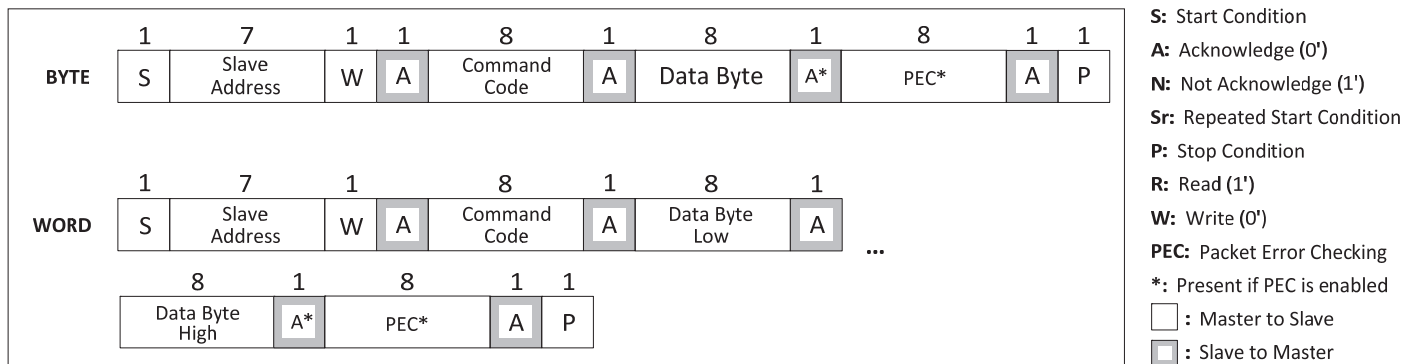 1 7 1 1 8 1 8 1 8 1 1
BYTE S Slave Address W A Command Code A Data Byte A* PEC* A P
1 7 1 8 1 8 1
WORD S Slave Address W A Command Code A Data Byte Low A ...
8 1 8 1 1
Data Byte High A* PEC* A P
S: Start Condition
A: Acknowledge (0')
N: Not Acknowledge (1')
Sr: Repeated Start Condition
P: Stop Condition
R: Read (1')
W: Write (0')
PEC: Packet Error Checking
*: Present if PEC is enabled
: Master to Slave
: Slave to Master